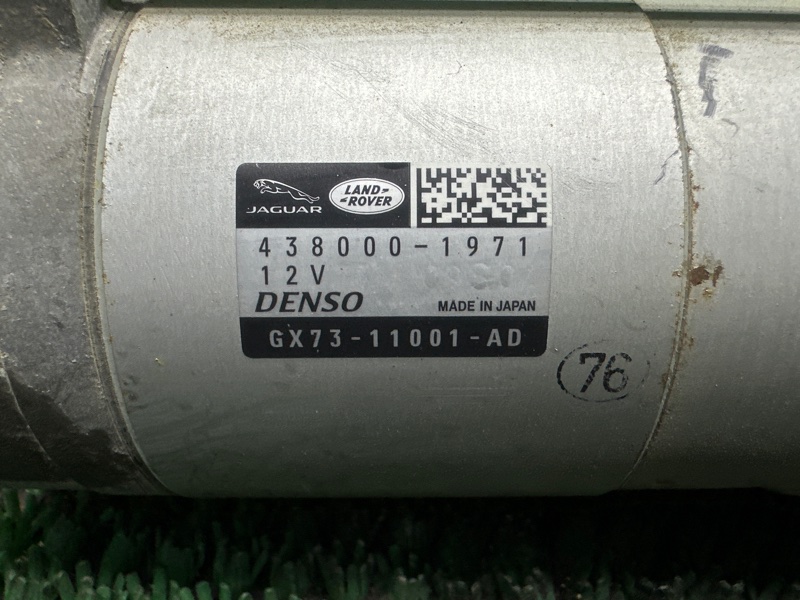 JAGUAR
LAND-
ROVER
438000-1971
12V
DENSO MADE IN JAPAN
GX73-11001-AD
76